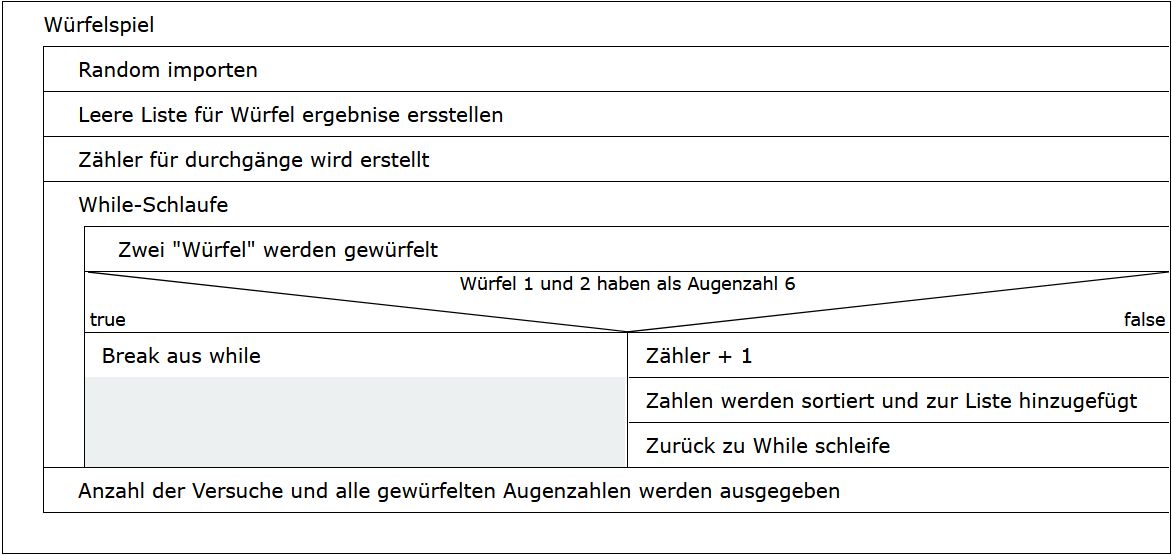 Würfelspiel
Random importen
Leere Liste für Würfel ergebnise ersstellen
Zähler für durchgänge wird erstellt
While-Schlaufe
Zwei "Würfel" werden gewürfelt
Würfel 1 und 2 haben als Augenzahl 6
true
false
Break aus while
Zähler + 1
Zahlen werden sortiert und zur Liste hinzugefügt
Zurück zu While schleife
Anzahl der Versuche und alle gewürfelten Augenzahlen werden ausgegeben